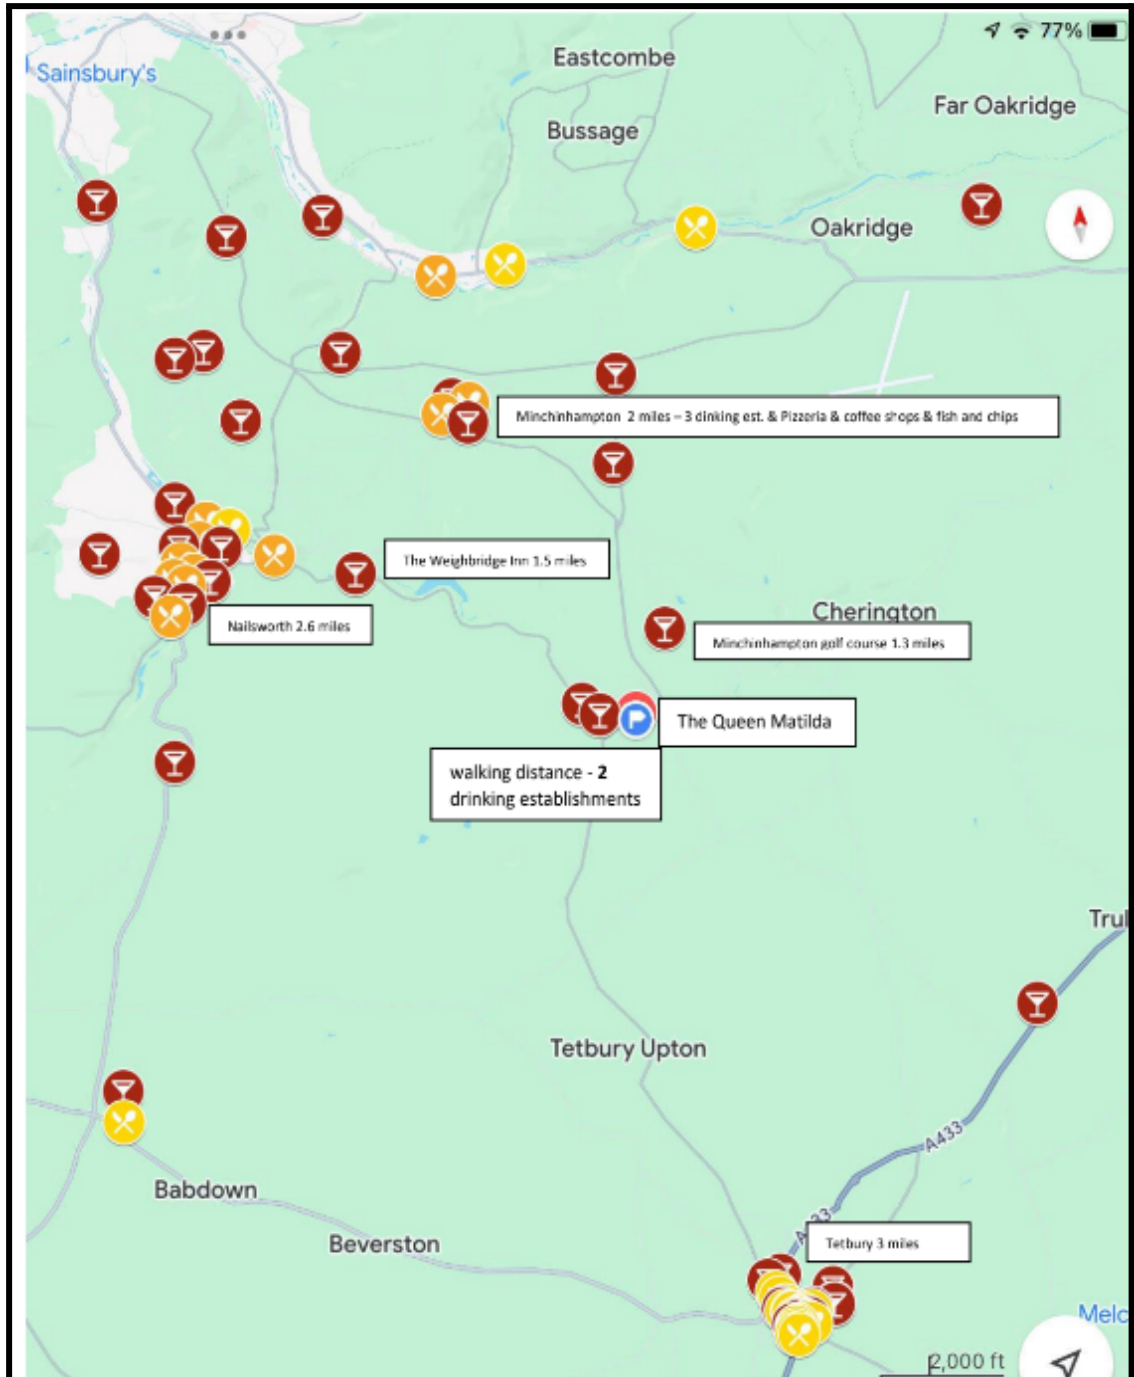 77%
Sainsbury's
Eastcombe
Far Oakridge
Bussage
Oakridge
Minchinhampton 2 miles – 3 drinking est. & Pizzeria & coffee shops & fish and chips
The Weighbridge Inn 1.5 miles
Cherington
Nailsworth 2.6 miles
Minchinhampton golf course 1.3 miles
The Queen Matilda
walking distance - 2
drinking establishments
Trul
Tetbury Upton
A433
Babdown
A433
Beverston
Tetbury 3 miles
Melc
2,000 ft